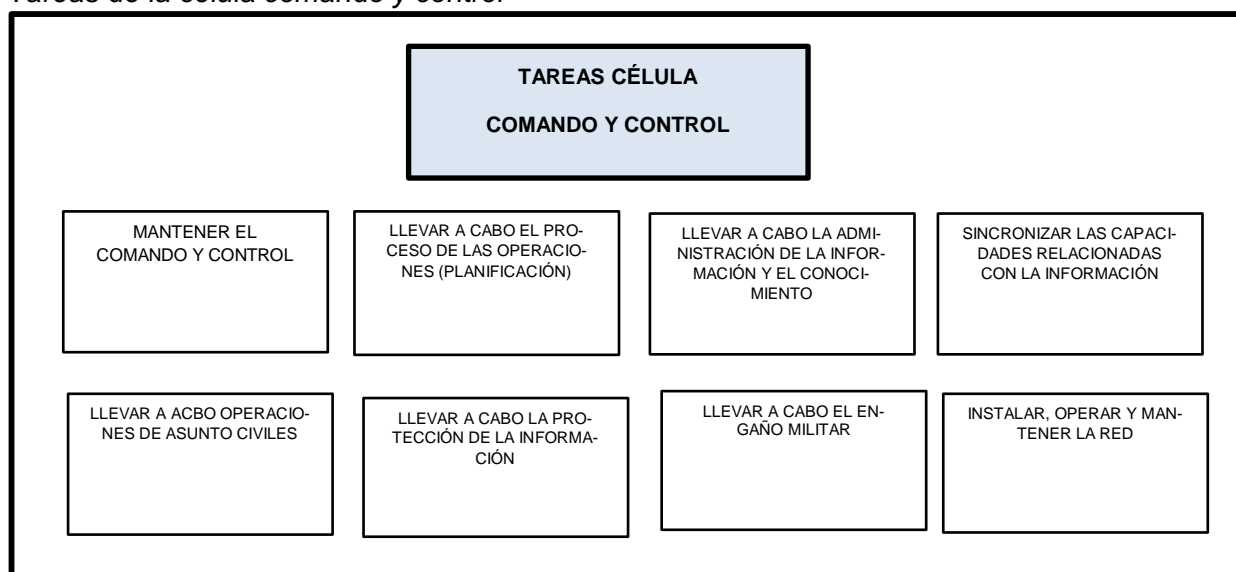 Tareas de la célula comando y control
TAREAS CÉLULA
COMANDO Y CONTROL
MANTENER EL
COMANDO Y CONTROL
LLEVAR A CABO EL PRO-
CESO DE LAS OPERACIO-
NES (PLANIFICACIÓN)
LLEVAR A CABO LA ADMI-
NISTRACIÓN DE LA INFOR-
MACIÓN Y EL CONOCI-
MIENTO
SINCRONIZAR LAS CAPACI-
DADES RELACIONADAS
CON LA INFORMACIÓN
LLEVAR A ACBO OPERACIO-
NES DE ASUNTO CIVILES
LLEVAR A CABO LA PRO-
TECCIÓN DE LA INFORMA-
CIÓN
LLEVAR A CABO EL EN-
GAÑO MILITAR
INSTALAR, OPERAR Y MAN-
TENER LA RED